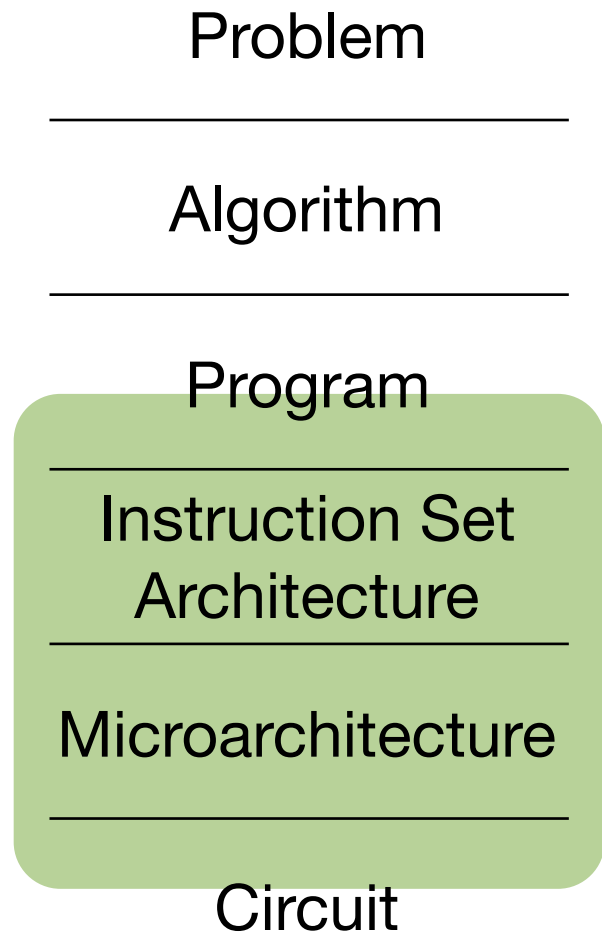 Problem
Algorithm
Program
Instruction Set
Architecture
Microarchitecture
Circuit